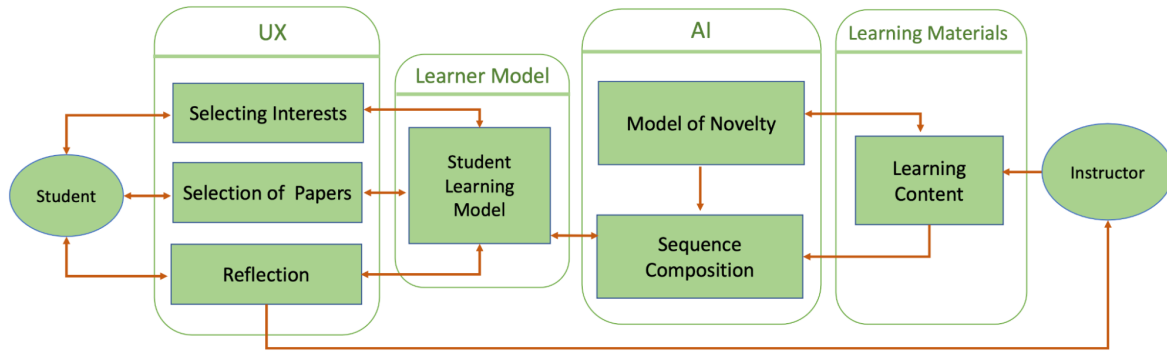 UX
Learner Model
AI
Learning Materials
Student
Selecting Interests
Selection of Papers
Reflection
Student
Learning
Model
Model of Novelty
Sequence
Composition
Learning
Content
Instructor